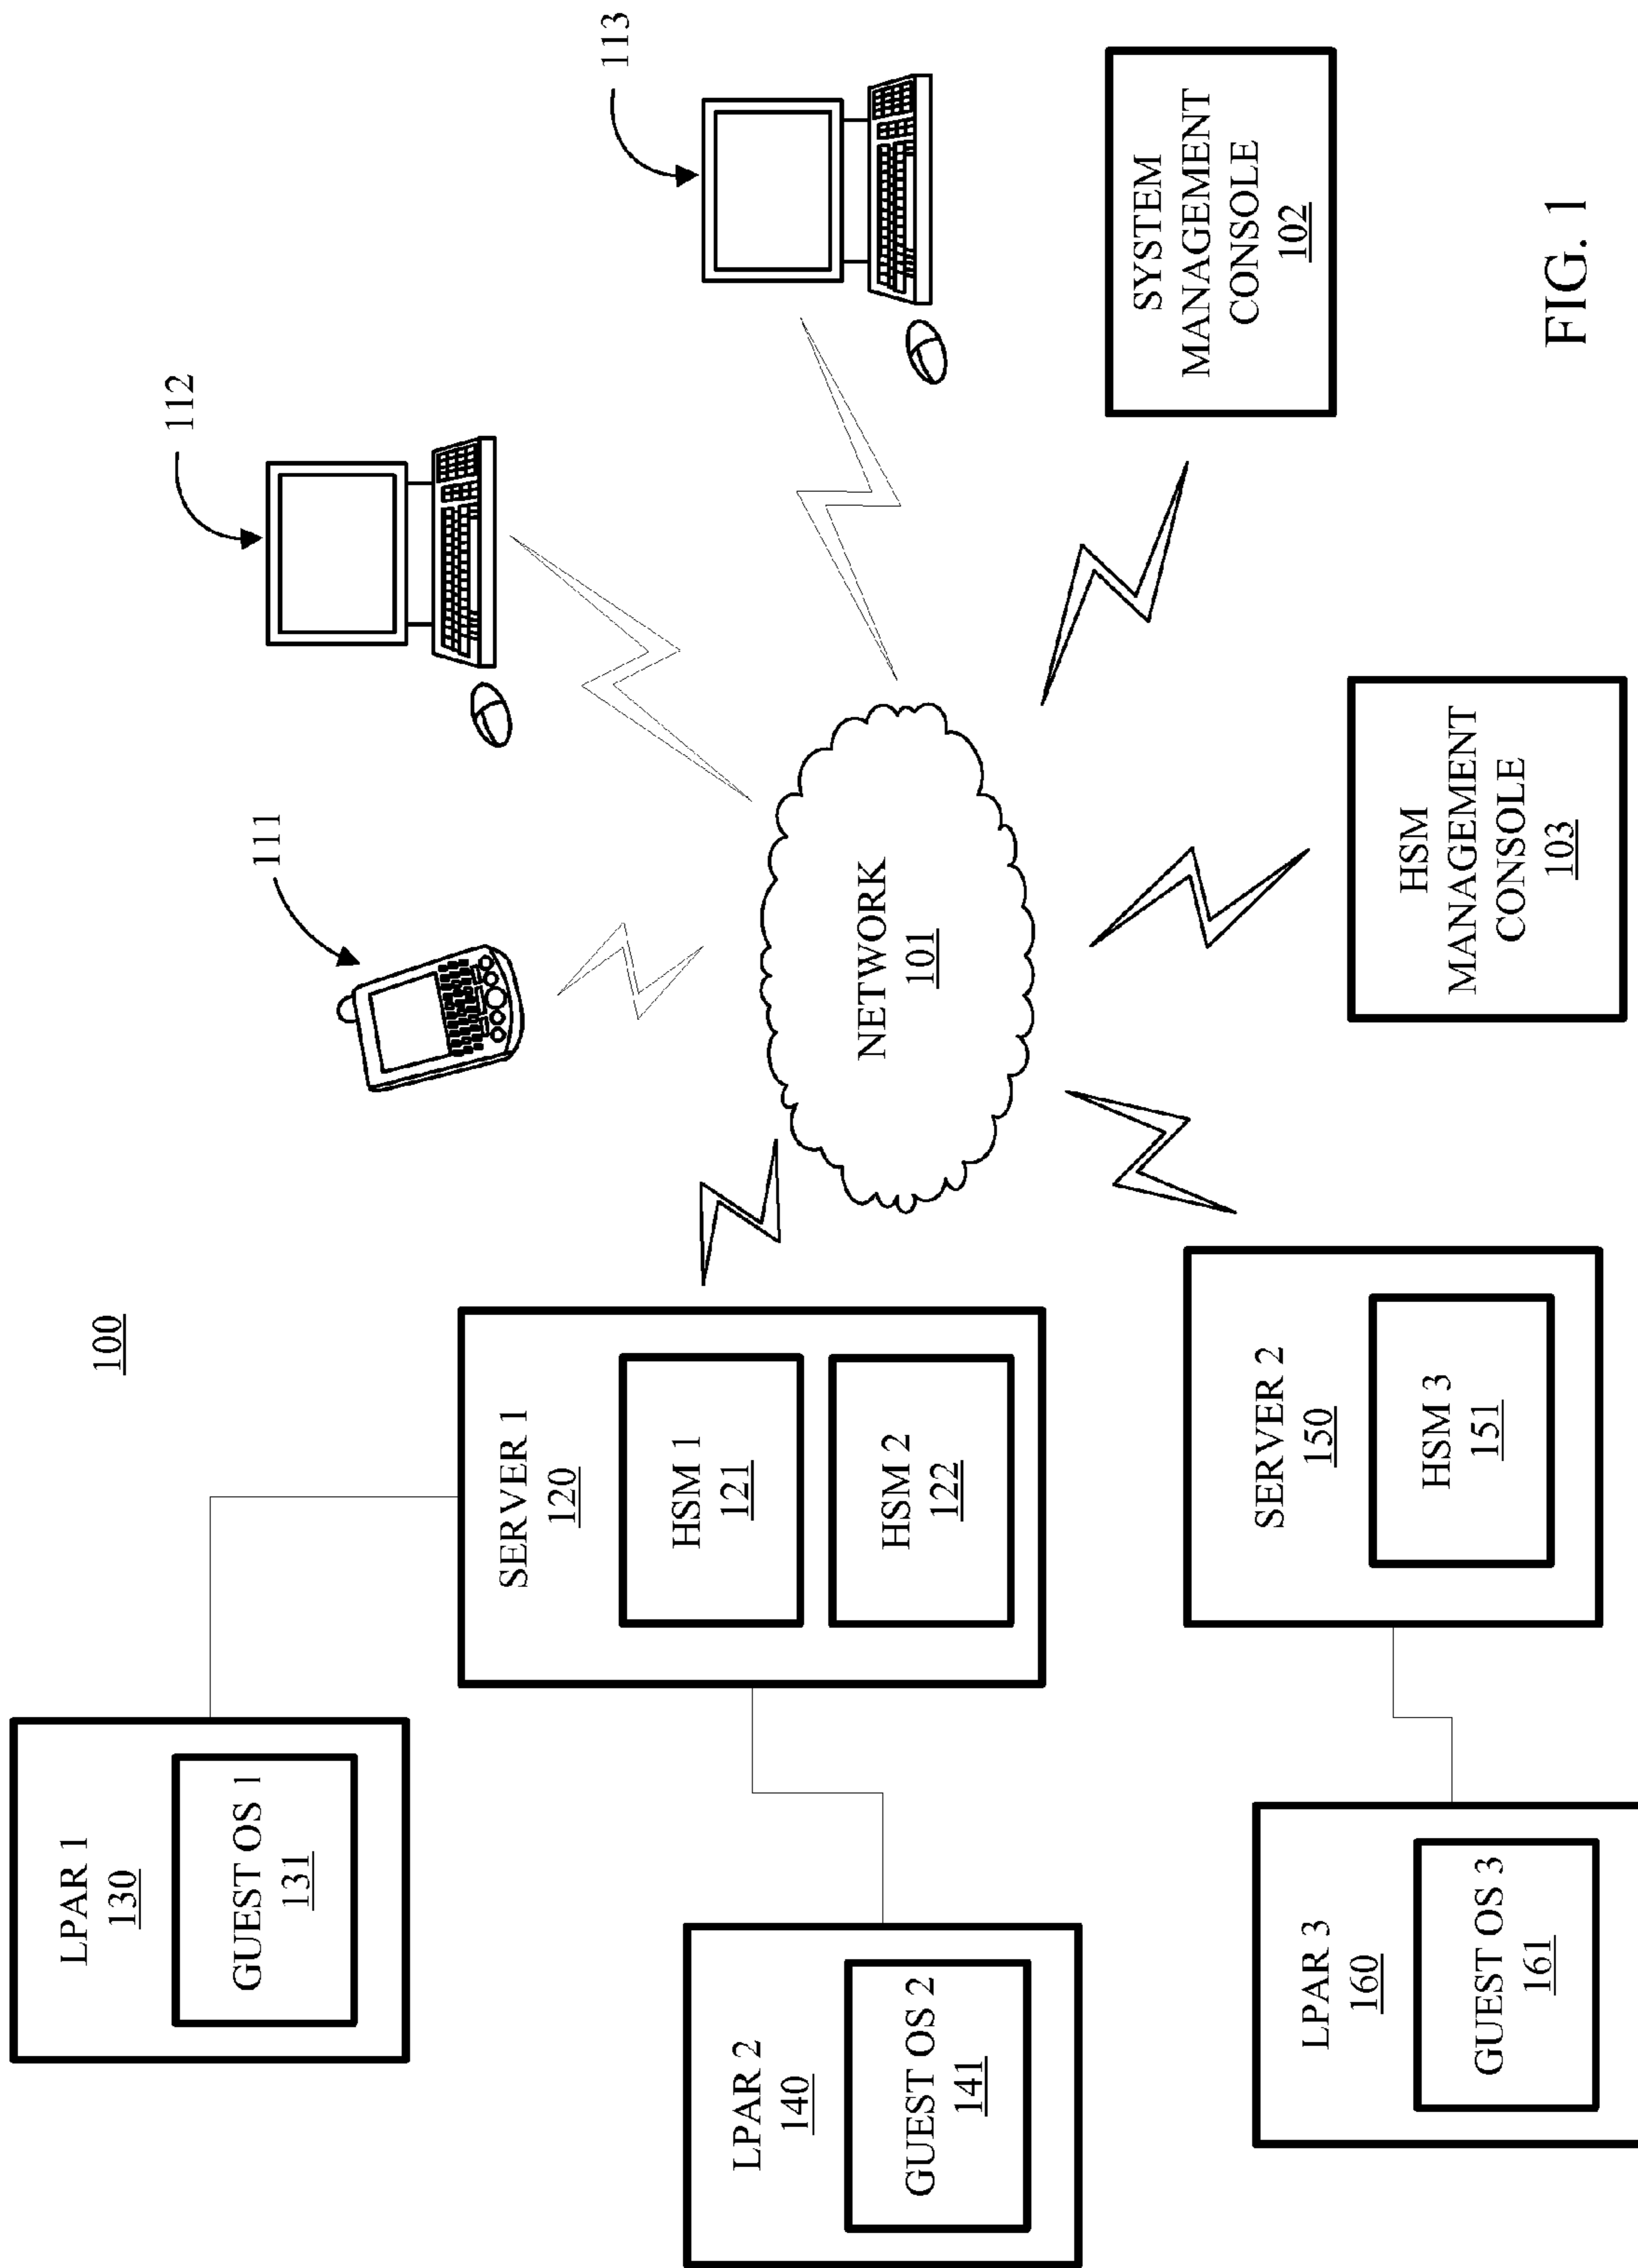 100
LPAR 1
130
GUEST OS 1
131
LPAR 2
140
GUEST OS 2
141
LPAR 3
160
GUEST OS 3
161
SERVER 1
120
HSM 1
121
HSM 2
122
SERVER 2
150
HSM 3
151
111
112
113
NETWORK
101
HSM
MANAGEMENT
CONSOLE
103
SYSTEM
MANAGEMENT
CONSOLE
102
FIG. 1